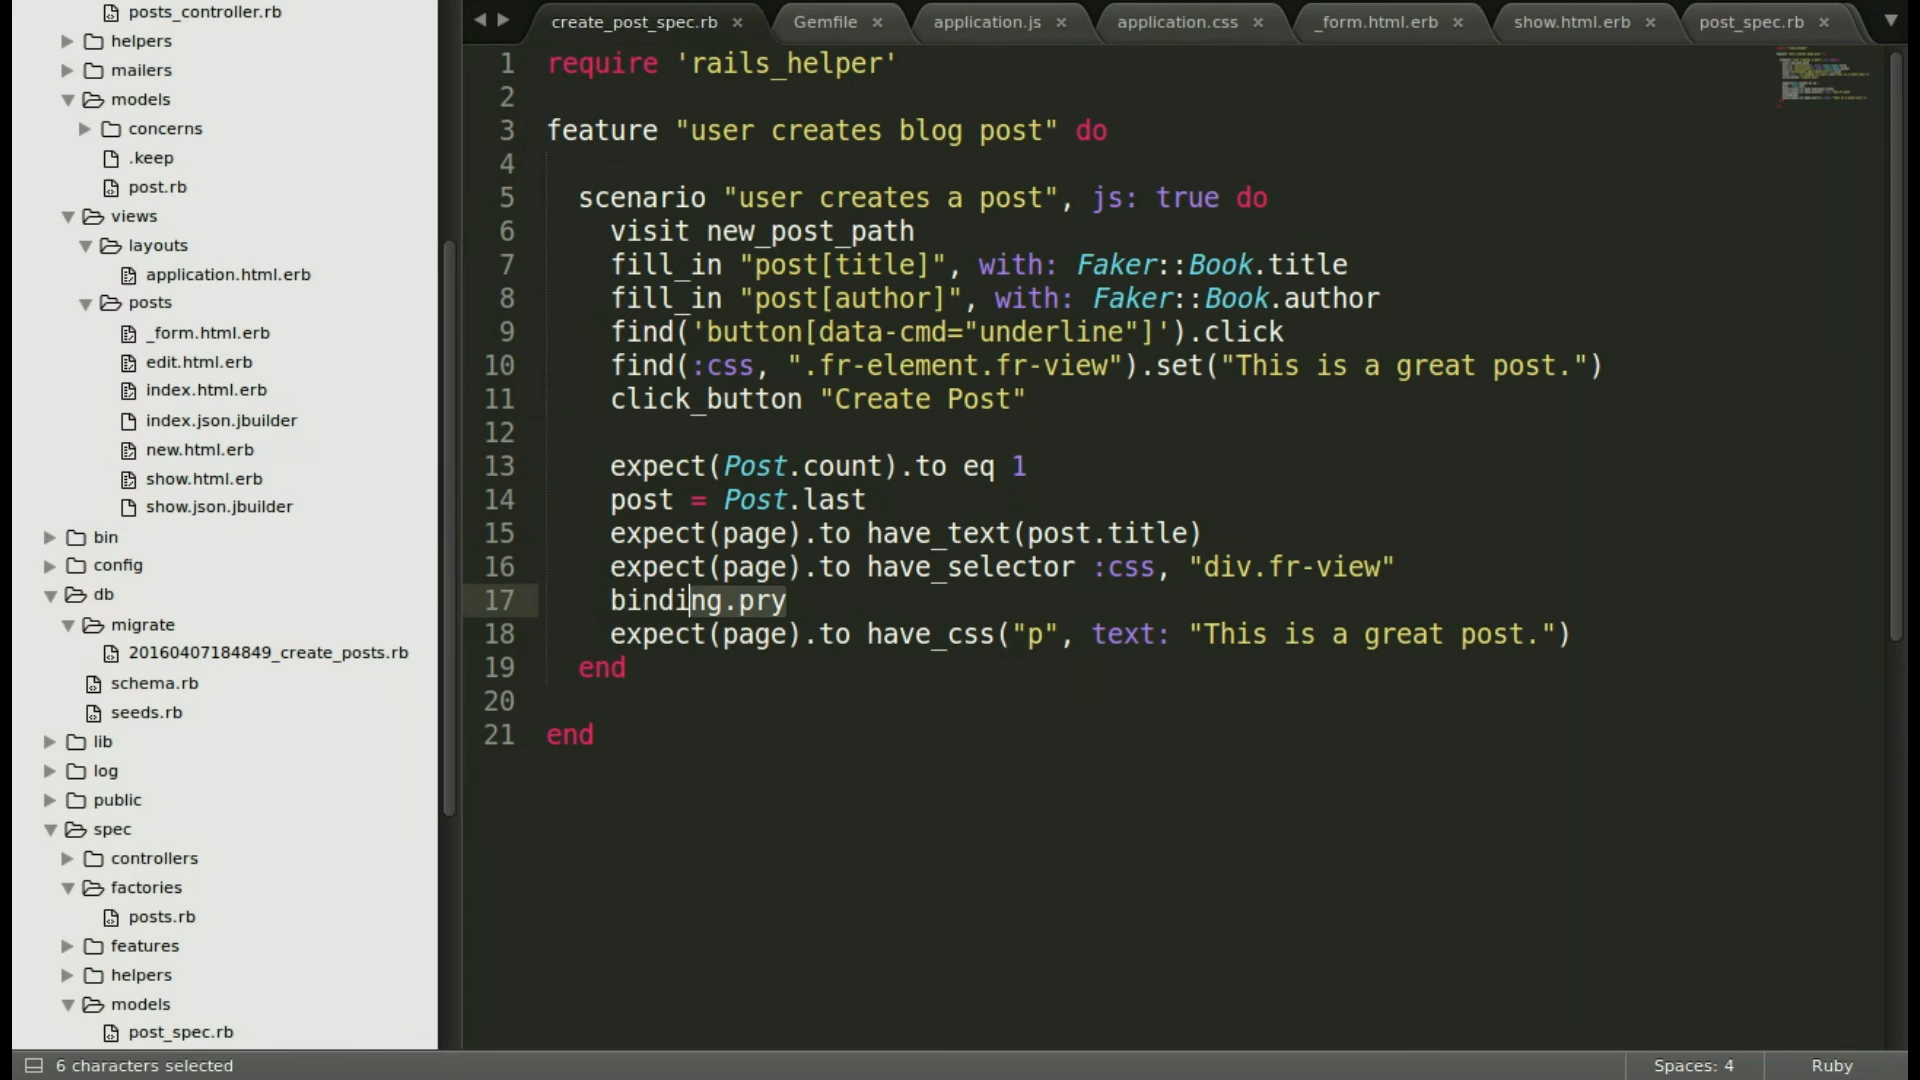 posts_controller.rb
helpers
mailers
models
concerns
.keep
post.rb
views
layouts
application.html.erb
posts
_form.html.erb
edit.html.erb
index.html.erb
index.json.jbuilder
new.html.erb
show.html.erb
show.json.jbuilder
bin
config
db
migrate
20160407184849_create_posts.rb
schema.rb
seeds.rb
lib
log
public
spec
controllers
factories
posts.rb
features
helpers
models
post_spec.rb
create_post_spec.rb × Gemfile × application.js × application.css × _form.html.erb × show.html.erb × post_spec.rb ×
1 require 'rails_helper'
2
3 feature "user creates blog post" do
4
5 scenario "user creates a post", js: true do
6 visit new_post_path
7 fill_in "post[title]", with: Faker::Book.title
8 fill_in "post[author]", with: Faker::Book.author
9 find('button[data-cmd="underline"]').click
10 find(:css, ".fr-element.fr-view").set("This is a great post.")
11 click_button "Create Post"
12
13 expect(Post.count).to eq 1
14 post = Post.last
15 expect(page).to have_text(post.title)
16 expect(page).to have_selector :css, "div.fr-view"
17 binding.pry
18 expect(page).to have_css("p", text: "This is a great post.")
19 end
20
21 end
6 characters selected
Spaces: 4
Ruby